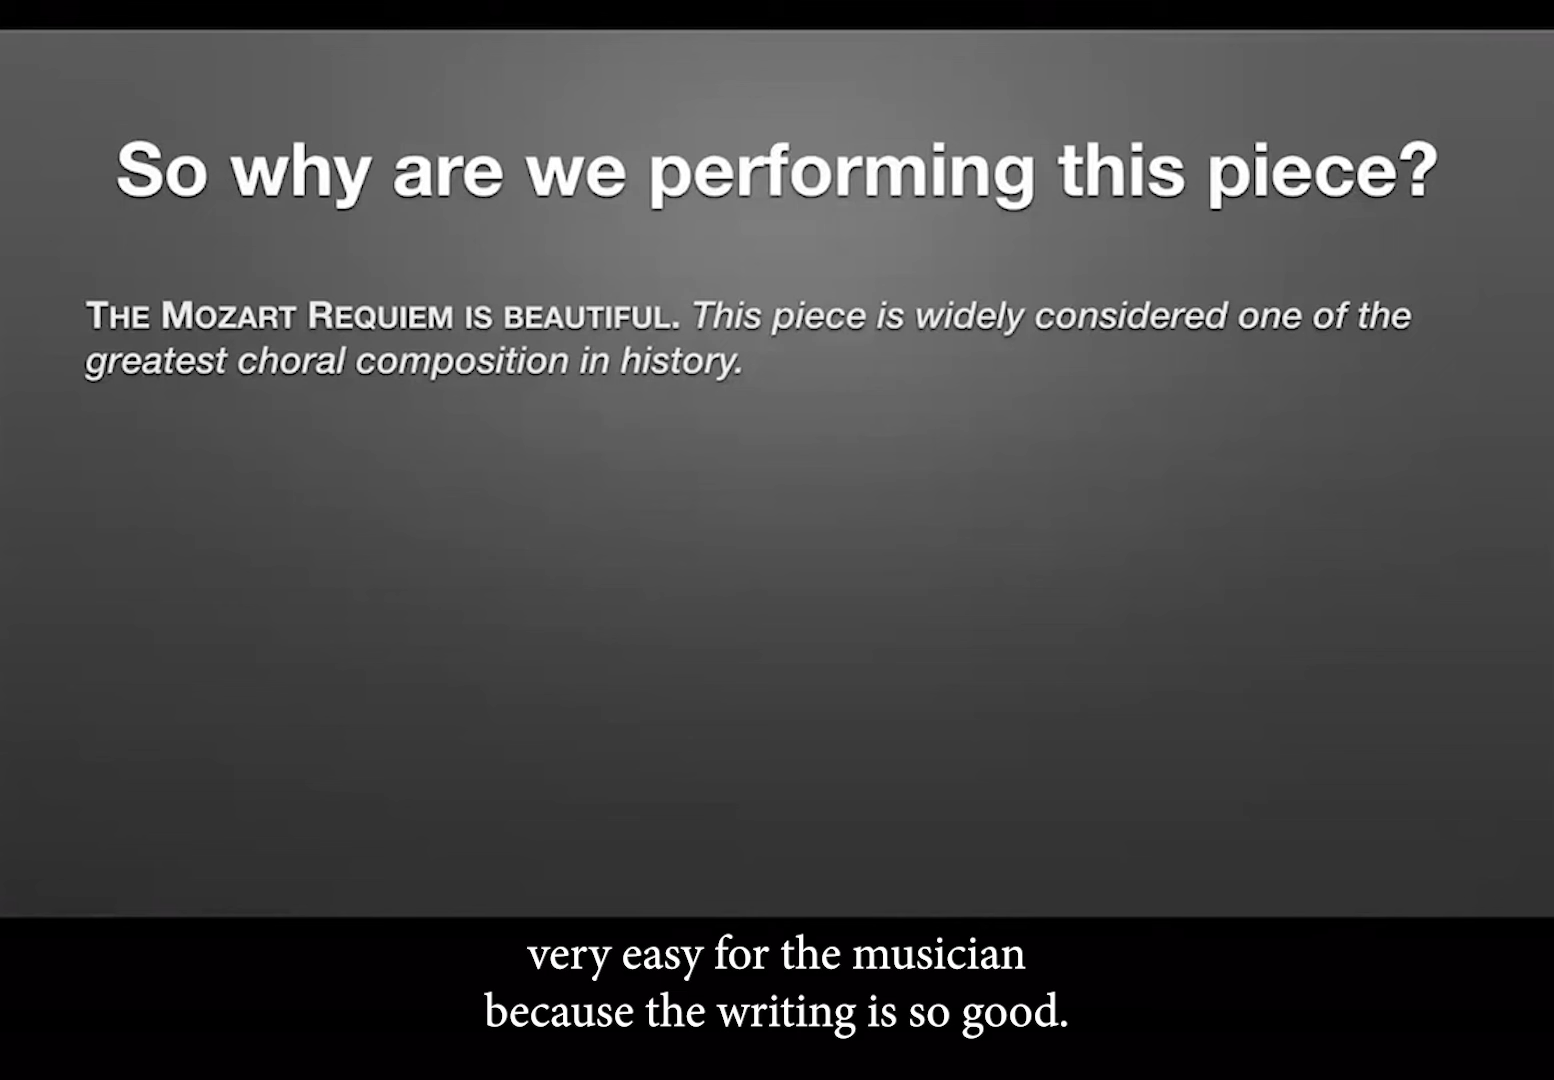 So why are we performing this piece?
THE MOZART REQUIEM IS BEAUTIFUL. This piece is widely considered one of the
greatest choral composition in history.
very easy for the musician
because the writing is so good.